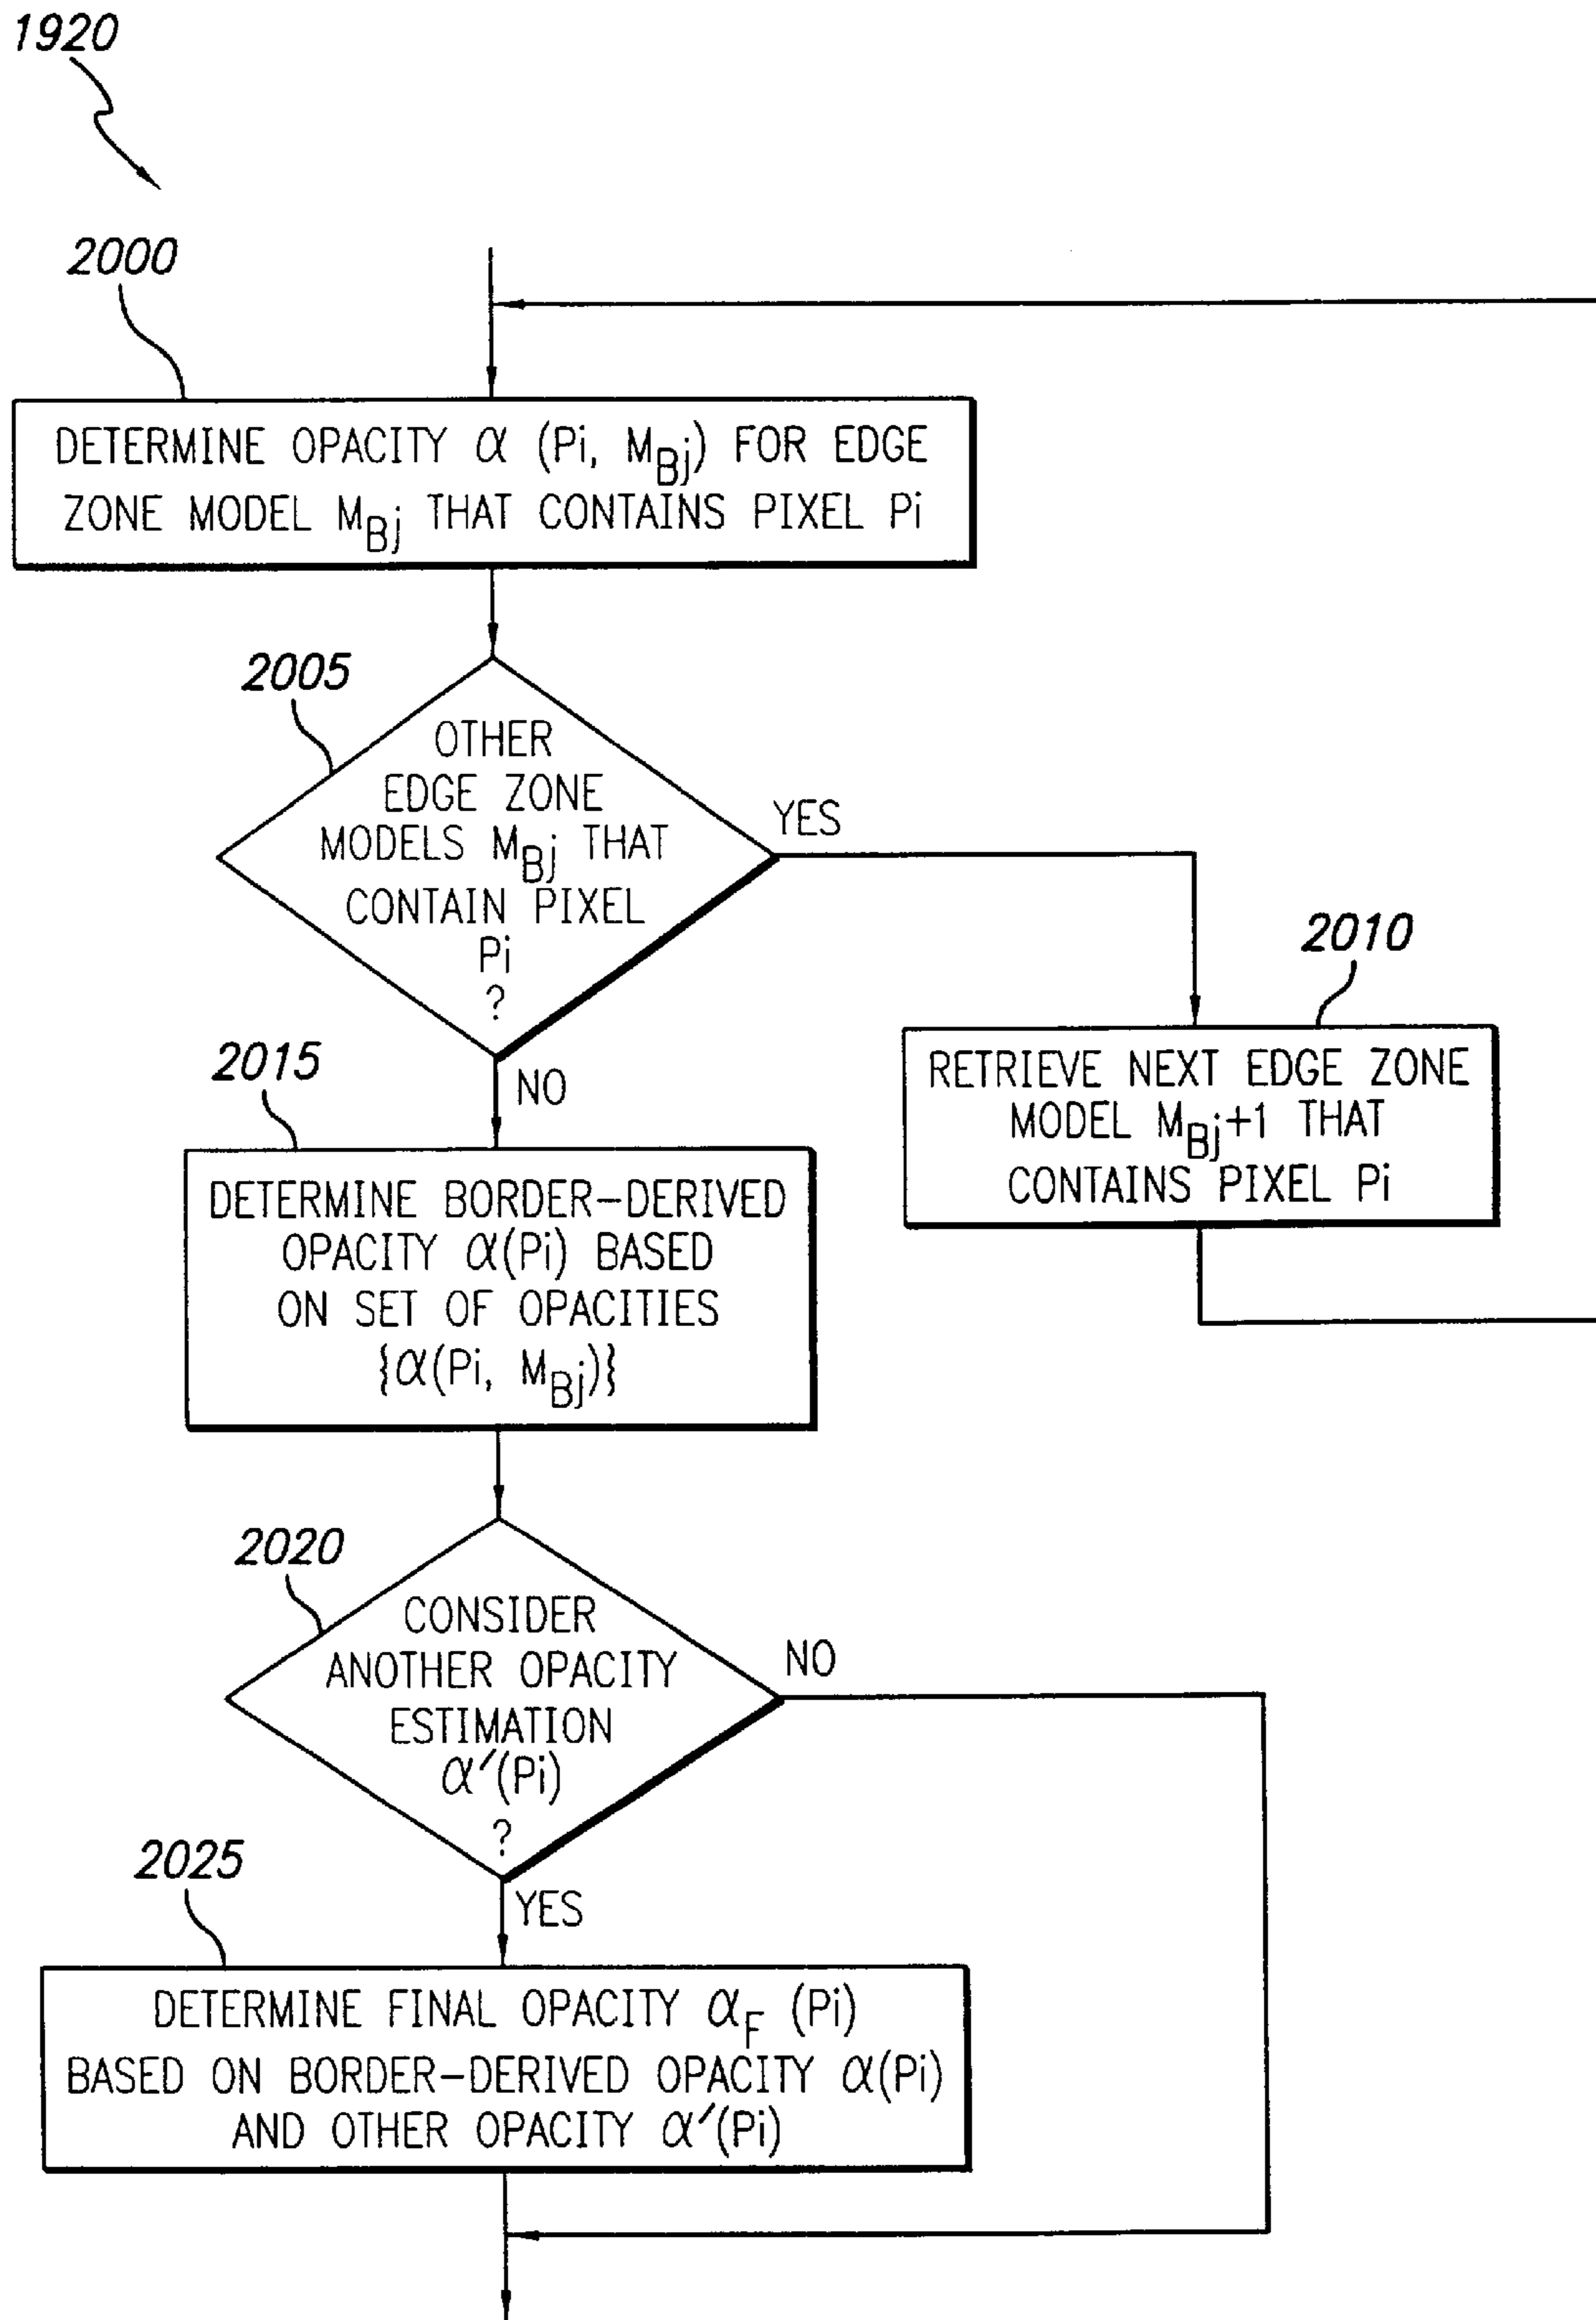 1920
2000
DETERMINE OPACITY α (Pi, MBj) FOR EDGE
ZONE MODEL MBj THAT CONTAINS PIXEL Pi
2005
OTHER
EDGE ZONE
MODELS MBj THAT
CONTAIN PIXEL
Pi
?
YES
NO
2010
RETRIEVE NEXT EDGE ZONE
MODEL MBj+1 THAT
CONTAINS PIXEL Pi
2015
DETERMINE BORDER-DERIVED
OPACITY α(Pi) BASED
ON SET OF OPACITIES
{α(Pi, MBj)}
2020
CONSIDER
ANOTHER OPACITY
ESTIMATION
α′(Pi)
?
NO
YES
2025
DETERMINE FINAL OPACITY αF (Pi)
BASED ON BORDER-DERIVED OPACITY α(Pi)
AND OTHER OPACITY α′(Pi)